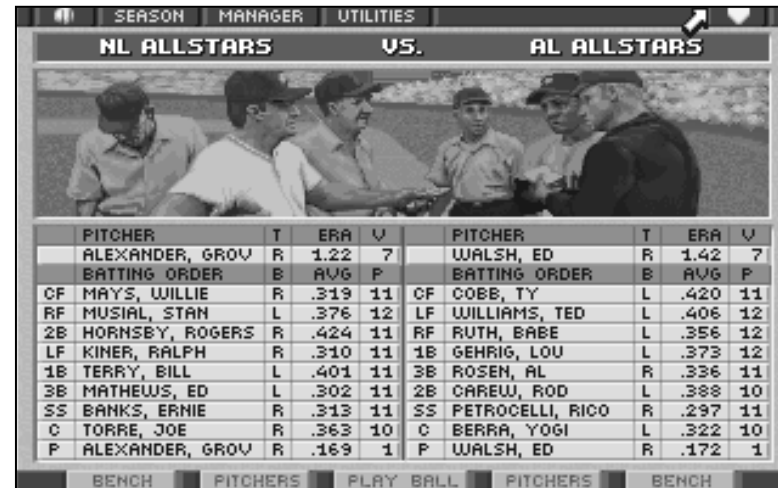 SEASON MANAGER UTILITIES
NL ALLSTARS VS. AL ALLSTARS
PITCHER T ERA V PITCHER T ERA V
ALEXANDER, GROV R 1.22 7 WALSH, ED R 1.42 7
BATTING ORDER B AVG P BATTING ORDER B AVG P
CF MAYS, WILLIE R .319 11 CF COBB, TY L .420 11
RF MUSIAL, STAN L .376 12 LF WILLIAMS, TED L .406 12
2B HORNSBY, ROGERS R .424 11 RF RUTH, BABE L .356 12
LF KINER, RALPH R .310 11 1B GEHRIG, LOU L .373 12
1B TERRY, BILL L .401 11 3B ROSEN, AL R .336 11
3B MATHEWS, ED L .302 11 2B CAREW, ROD L .388 10
SS BANKS, ERNIE R .313 11 SS PETROCELLI, RICO R .297 11
C TORRE, JOE R .363 10 C BERRA, YOGI L .322 10
P ALEXANDER, GROV R .169 1 P WALSH, ED R .172 1
BENCH PITCHERS PLAY BALL PITCHERS BENCH